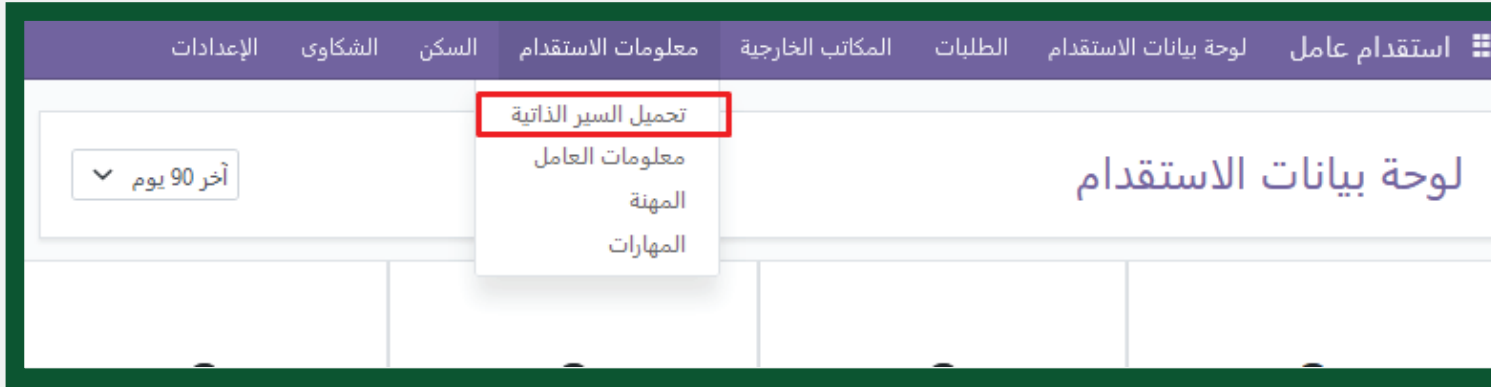 استقدام عامل لوحة بيانات الاستقدام الطلبات المكاتب الخارجية معلومات الاستقدام السكن الشكاوى الإعدادات
تحميل السير الذاتية
معلومات العامل
المهنة
المهارات
لوحة بيانات الاستقدام
آخر 90 يوم